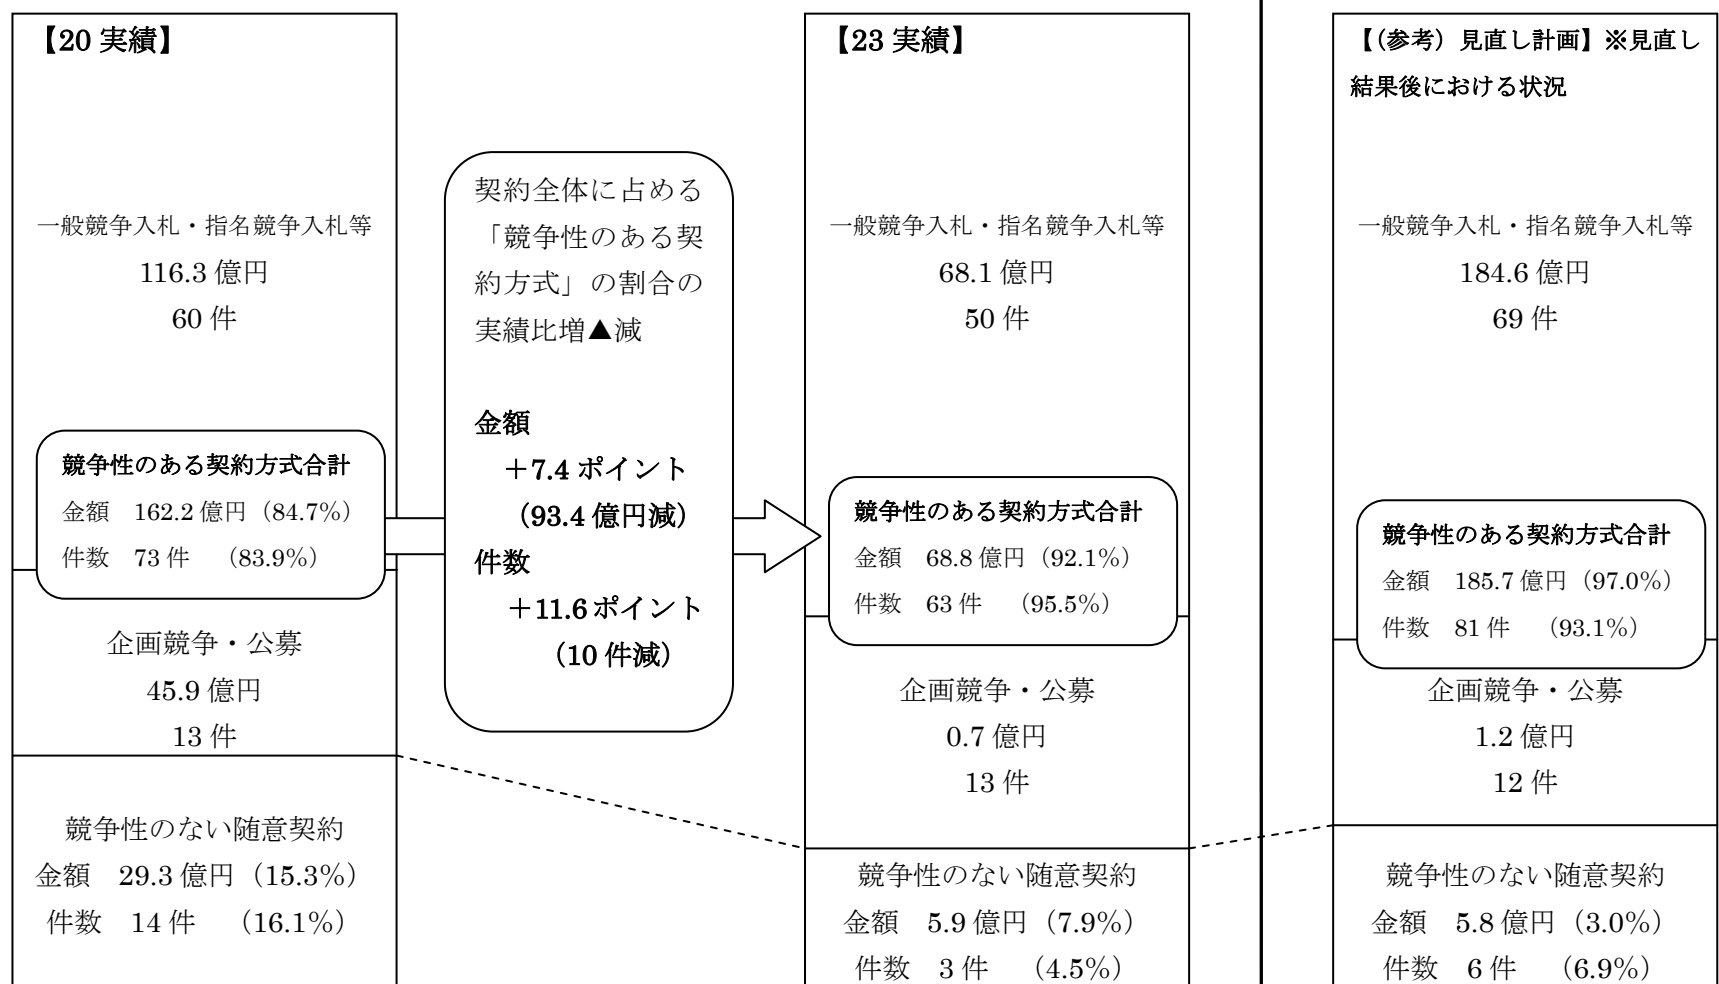 【20 実績】
一般競争入札・指名競争入札等
116.3 億円
60 件
競争性のある契約方式合計
金額　162.2 億円（84.7%）
件数　73 件　（83.9%）
企画競争・公募
45.9 億円
13 件
競争性のない随意契約
金額　29.3 億円（15.3%）
件数　14 件　（16.1%）
契約全体に占める
「競争性のある契
約方式」の割合の
実績比増▲減
金額
＋7.4 ポイント
（93.4 億円減）
件数
＋11.6 ポイント
（10 件減）
【23 実績】
一般競争入札・指名競争入札等
68.1 億円
50 件
競争性のある契約方式合計
金額　68.8 億円（92.1%）
件数　63 件　（95.5%）
企画競争・公募
0.7 億円
13 件
競争性のない随意契約
金額　5.9 億円（7.9%）
件数　3 件　（4.5%）
【（参考）見直し計画】※見直し
結果後における状況
一般競争入札・指名競争入札等
184.6 億円
69 件
競争性のある契約方式合計
金額　185.7 億円（97.0%）
件数　81 件　（93.1%）
企画競争・公募
1.2 億円
12 件
競争性のない随意契約
金額　5.8 億円（3.0%）
件数　6 件　（6.9%）